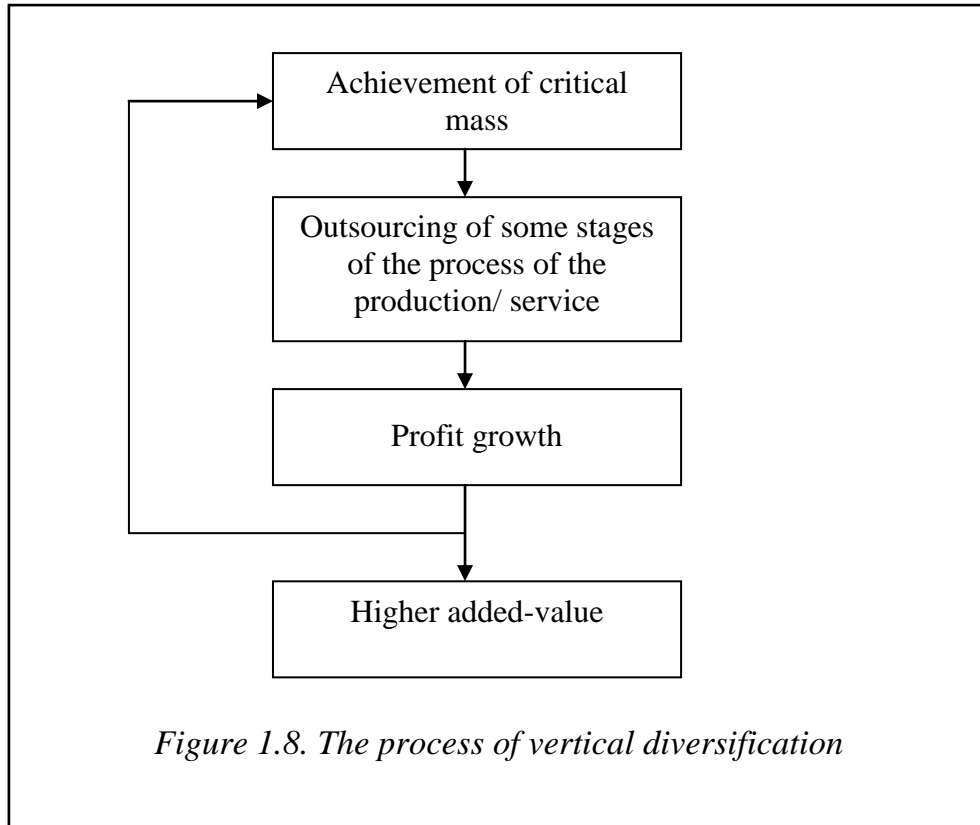 Achievement of critical
mass
Outsourcing of some stages
of the process of the
production/ service
Profit growth
Higher added-value
Figure 1.8. The process of vertical diversification